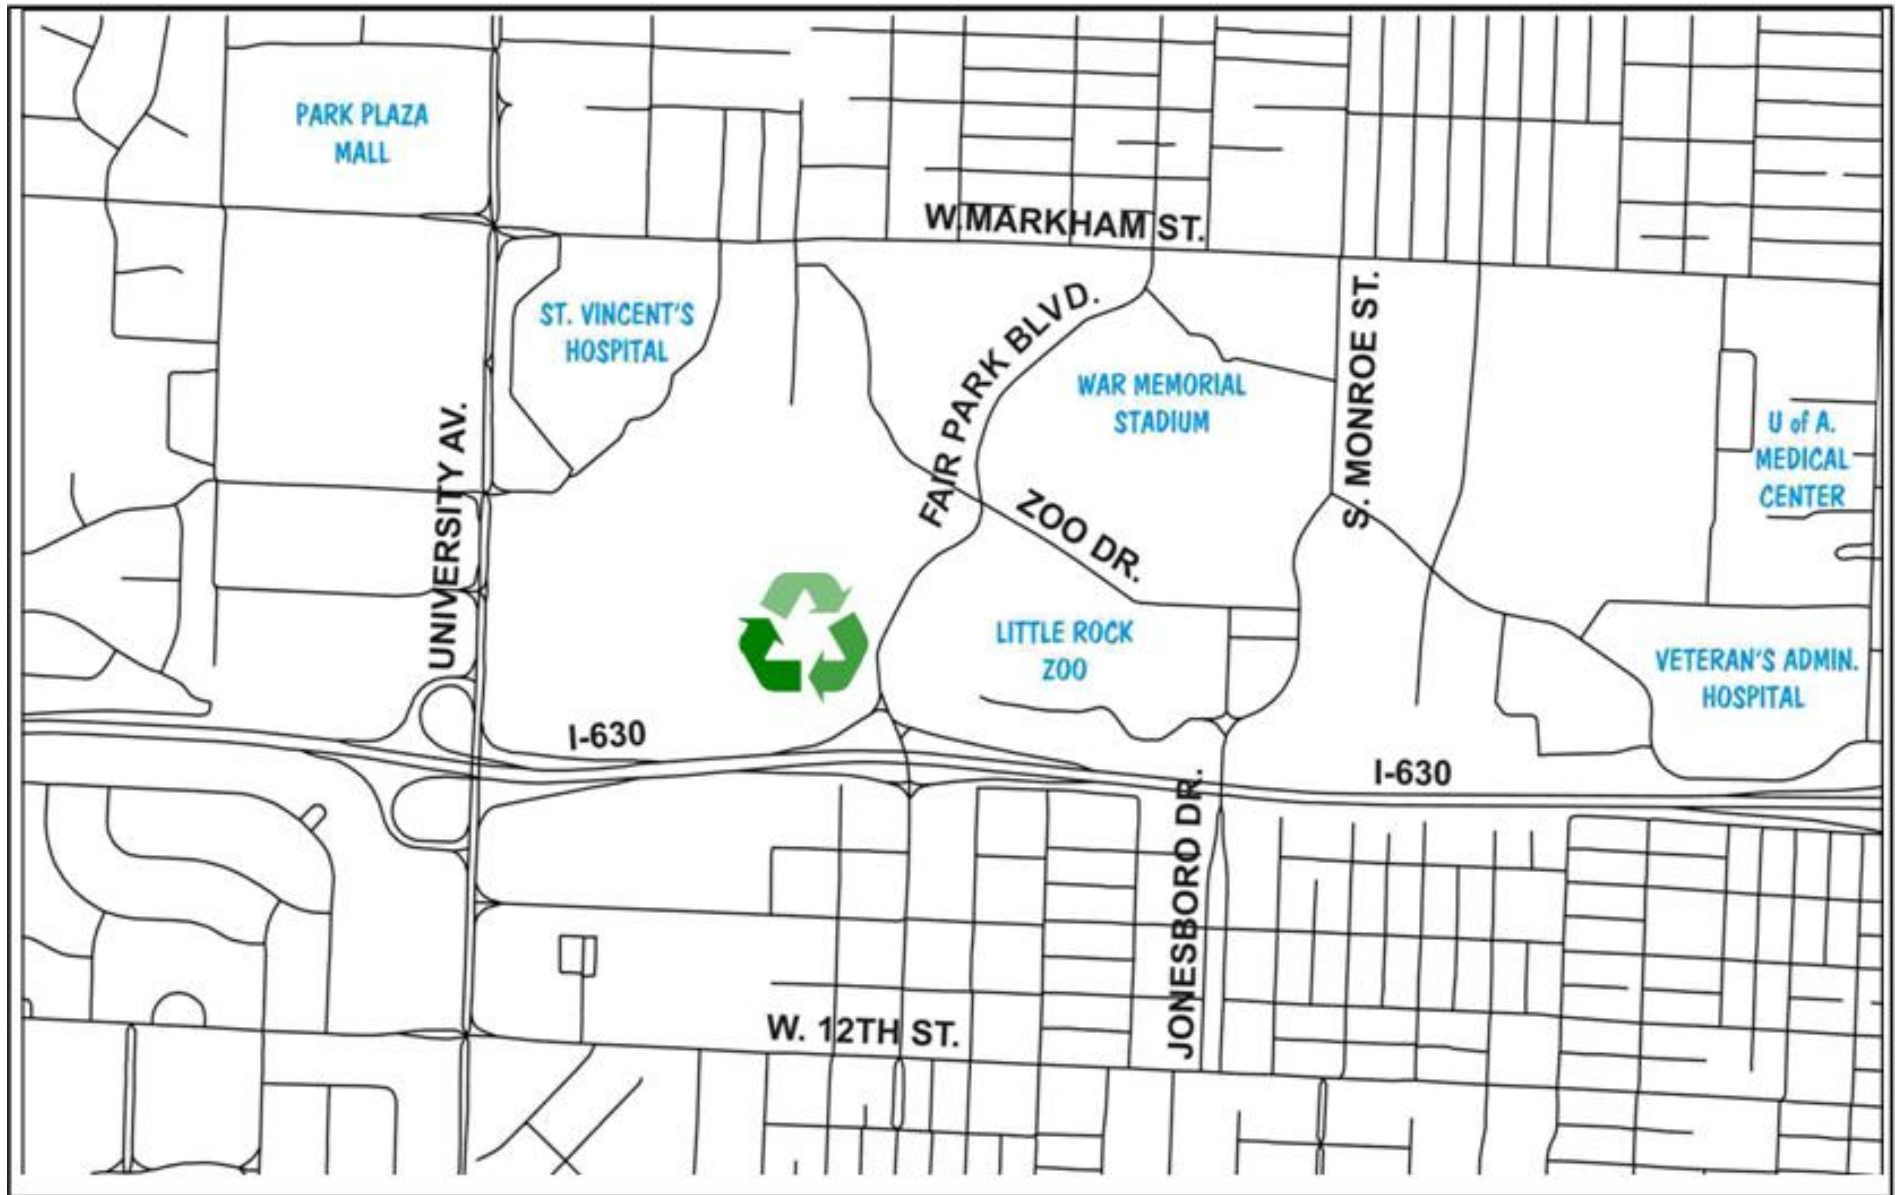 PARK PLAZA
MALL
W.MARKHAM ST.
ST. VINCENT'S
HOSPITAL
FAIR PARK BLVD.
WAR MEMORIAL
STADIUM
S. MONROE ST.
U of A.
MEDICAL
CENTER
UNIVERSITY AV.
ZOO DR.
LITTLE ROCK
ZOO
VETERAN'S ADMIN.
HOSPITAL
I-630
I-630
JONESBORO DR.
W. 12TH ST.